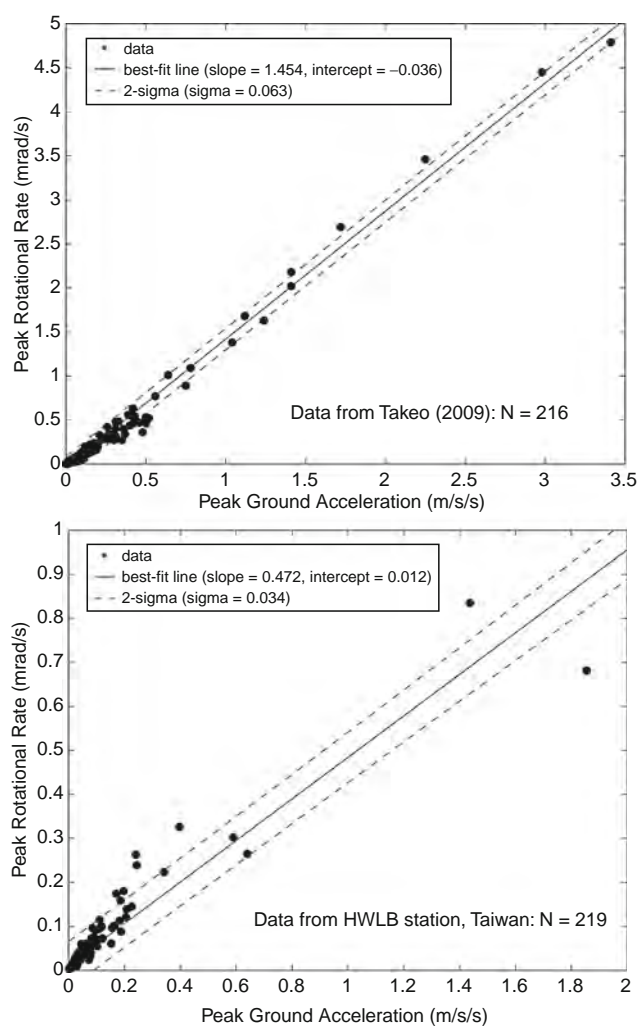 5
4.5
4
3.5
3
2.5
2
1.5
1
0.5
0
Peak Rotational Rate (mrad/s)
data
best-fit line (slope = 1.454, intercept = –0.036)
2-sigma (sigma = 0.063)
Data from Takeo (2009): N = 216
0 0.5 1 1.5 2 2.5 3 3.5
Peak Ground Acceleration (m/s/s)
1
0.9
0.8
0.7
0.6
0.5
0.4
0.3
0.2
0.1
0
Peak Rotational Rate (mrad/s)
data
best-fit line (slope = 0.472, intercept = 0.012)
2-sigma (sigma = 0.034)
Data from HWLB station, Taiwan: N = 219
0 0.2 0.4 0.6 0.8 1 1.2 1.4 1.6 1.8 2
Peak Ground Acceleration (m/s/s)